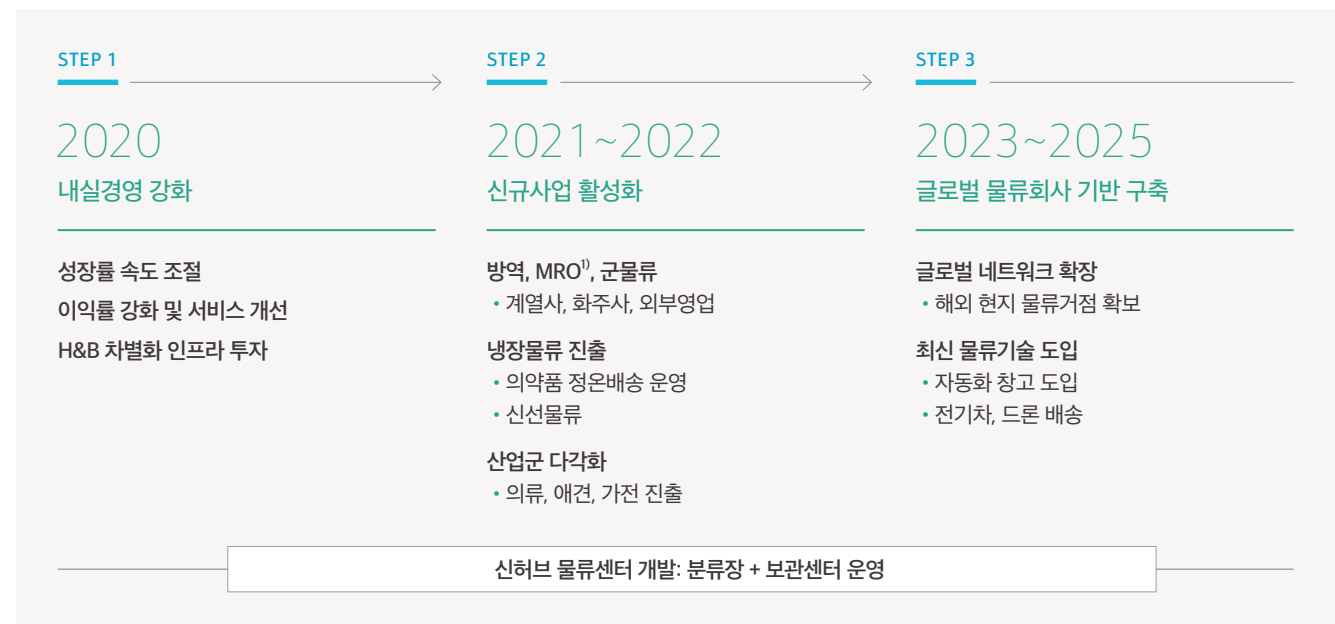 STEP 1
2020
내실경영 강화
성장률 속도 조절
이익률 강화 및 서비스 개선
H&B 차별화 인프라 투자
STEP 2
2021~2022
신규사업 활성화
방역, MRO¹⁾, 군물류
• 계열사, 화주사, 외부영업
냉장물류 진출
• 의약품 정온배송 운영
• 신선물류
산업군 다각화
• 의류, 애견, 가전 진출
STEP 3
2023~2025
글로벌 물류회사 기반 구축
글로벌 네트워크 확장
• 해외 현지 물류거점 확보
최신 물류기술 도입
• 자동화 창고 도입
• 전기차, 드론 배송
신허브 물류센터 개발: 분류장 + 보관센터 운영